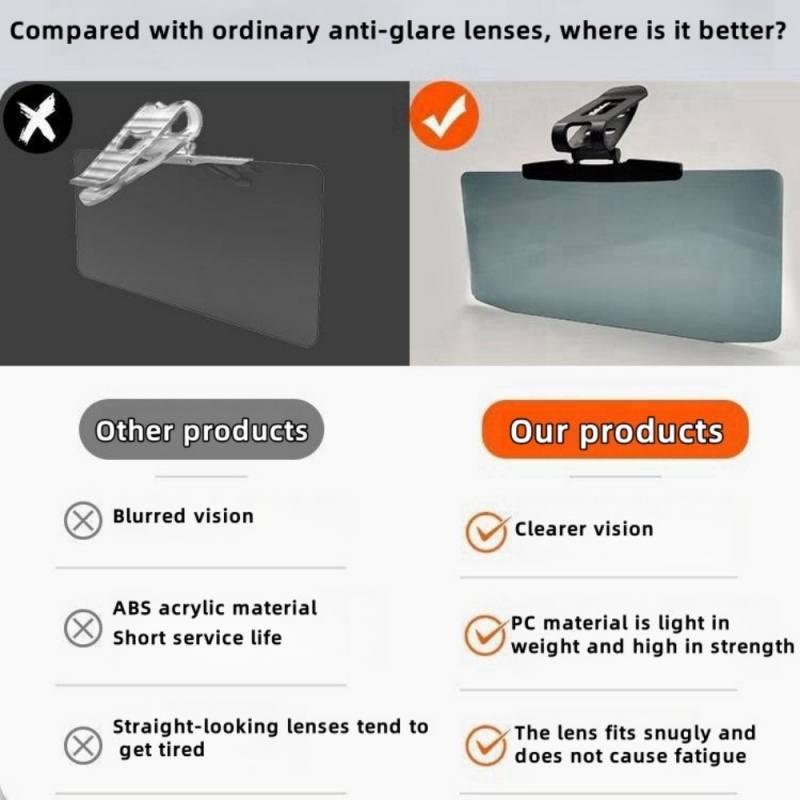 Compared with ordinary anti-glare lenses, where is it better?
Other products
Blurred vision
ABS acrylic material
Short service life
Straight-looking lenses tend to
get tired
Our products
Clearer vision
PC material is light in
weight and high in strength
The lens fits snugly and
does not cause fatigue